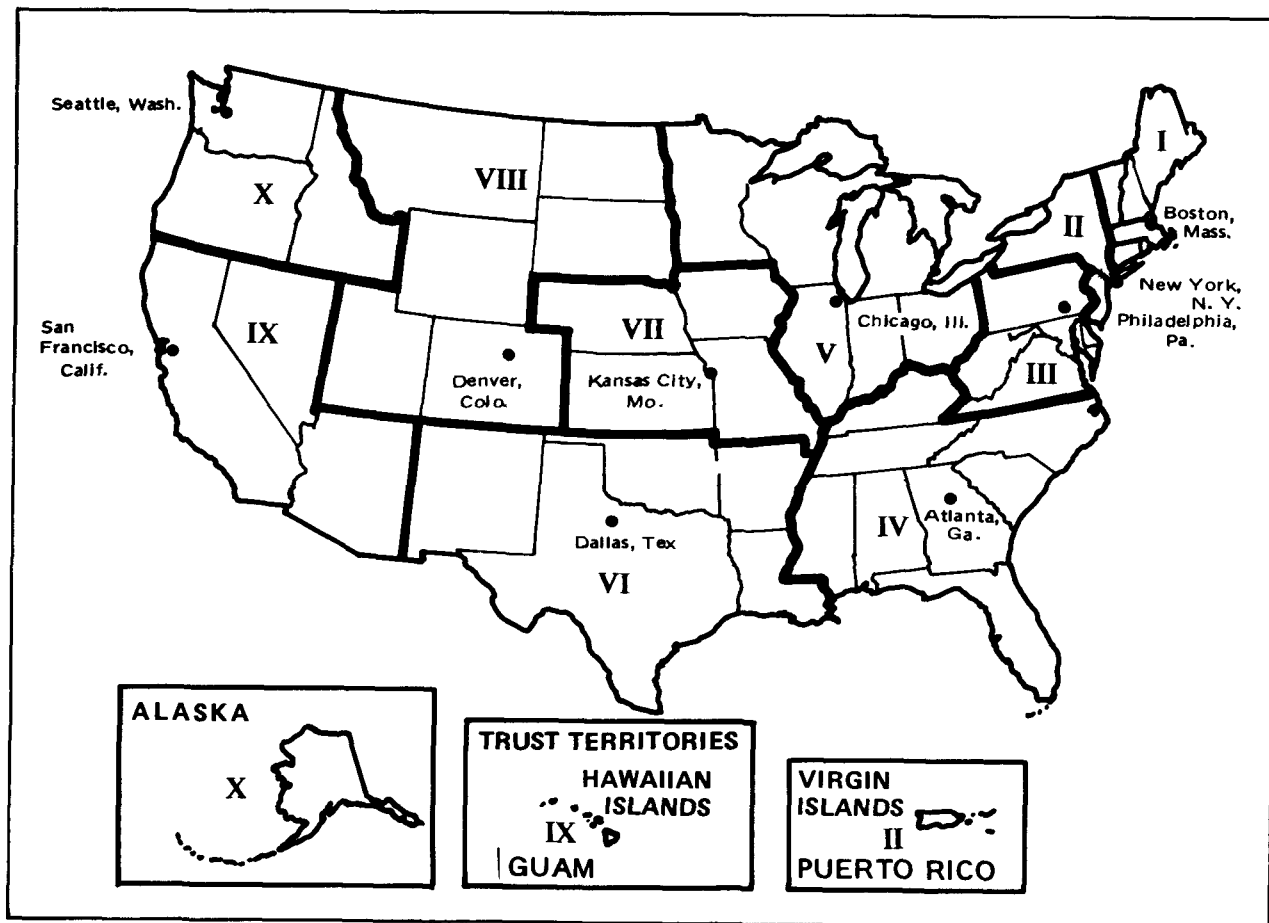 Seattle, Wash.
X
VIII
I
II
Boston,
Mass.
New York,
N. Y.
Philadelphia,
Pa.
San
Francisco,
Calif.
IX
VII
Chicago, Ill.
V
III
Denver,
Colo.
Kansas City,
Mo.
IV
Atlanta,
Ga.
Dallas, Tex
VI
ALASKA
X
TRUST TERRITORIES
HAWAIIAN
ISLANDS
IX
GUAM
VIRGIN
ISLANDS
II
PUERTO RICO